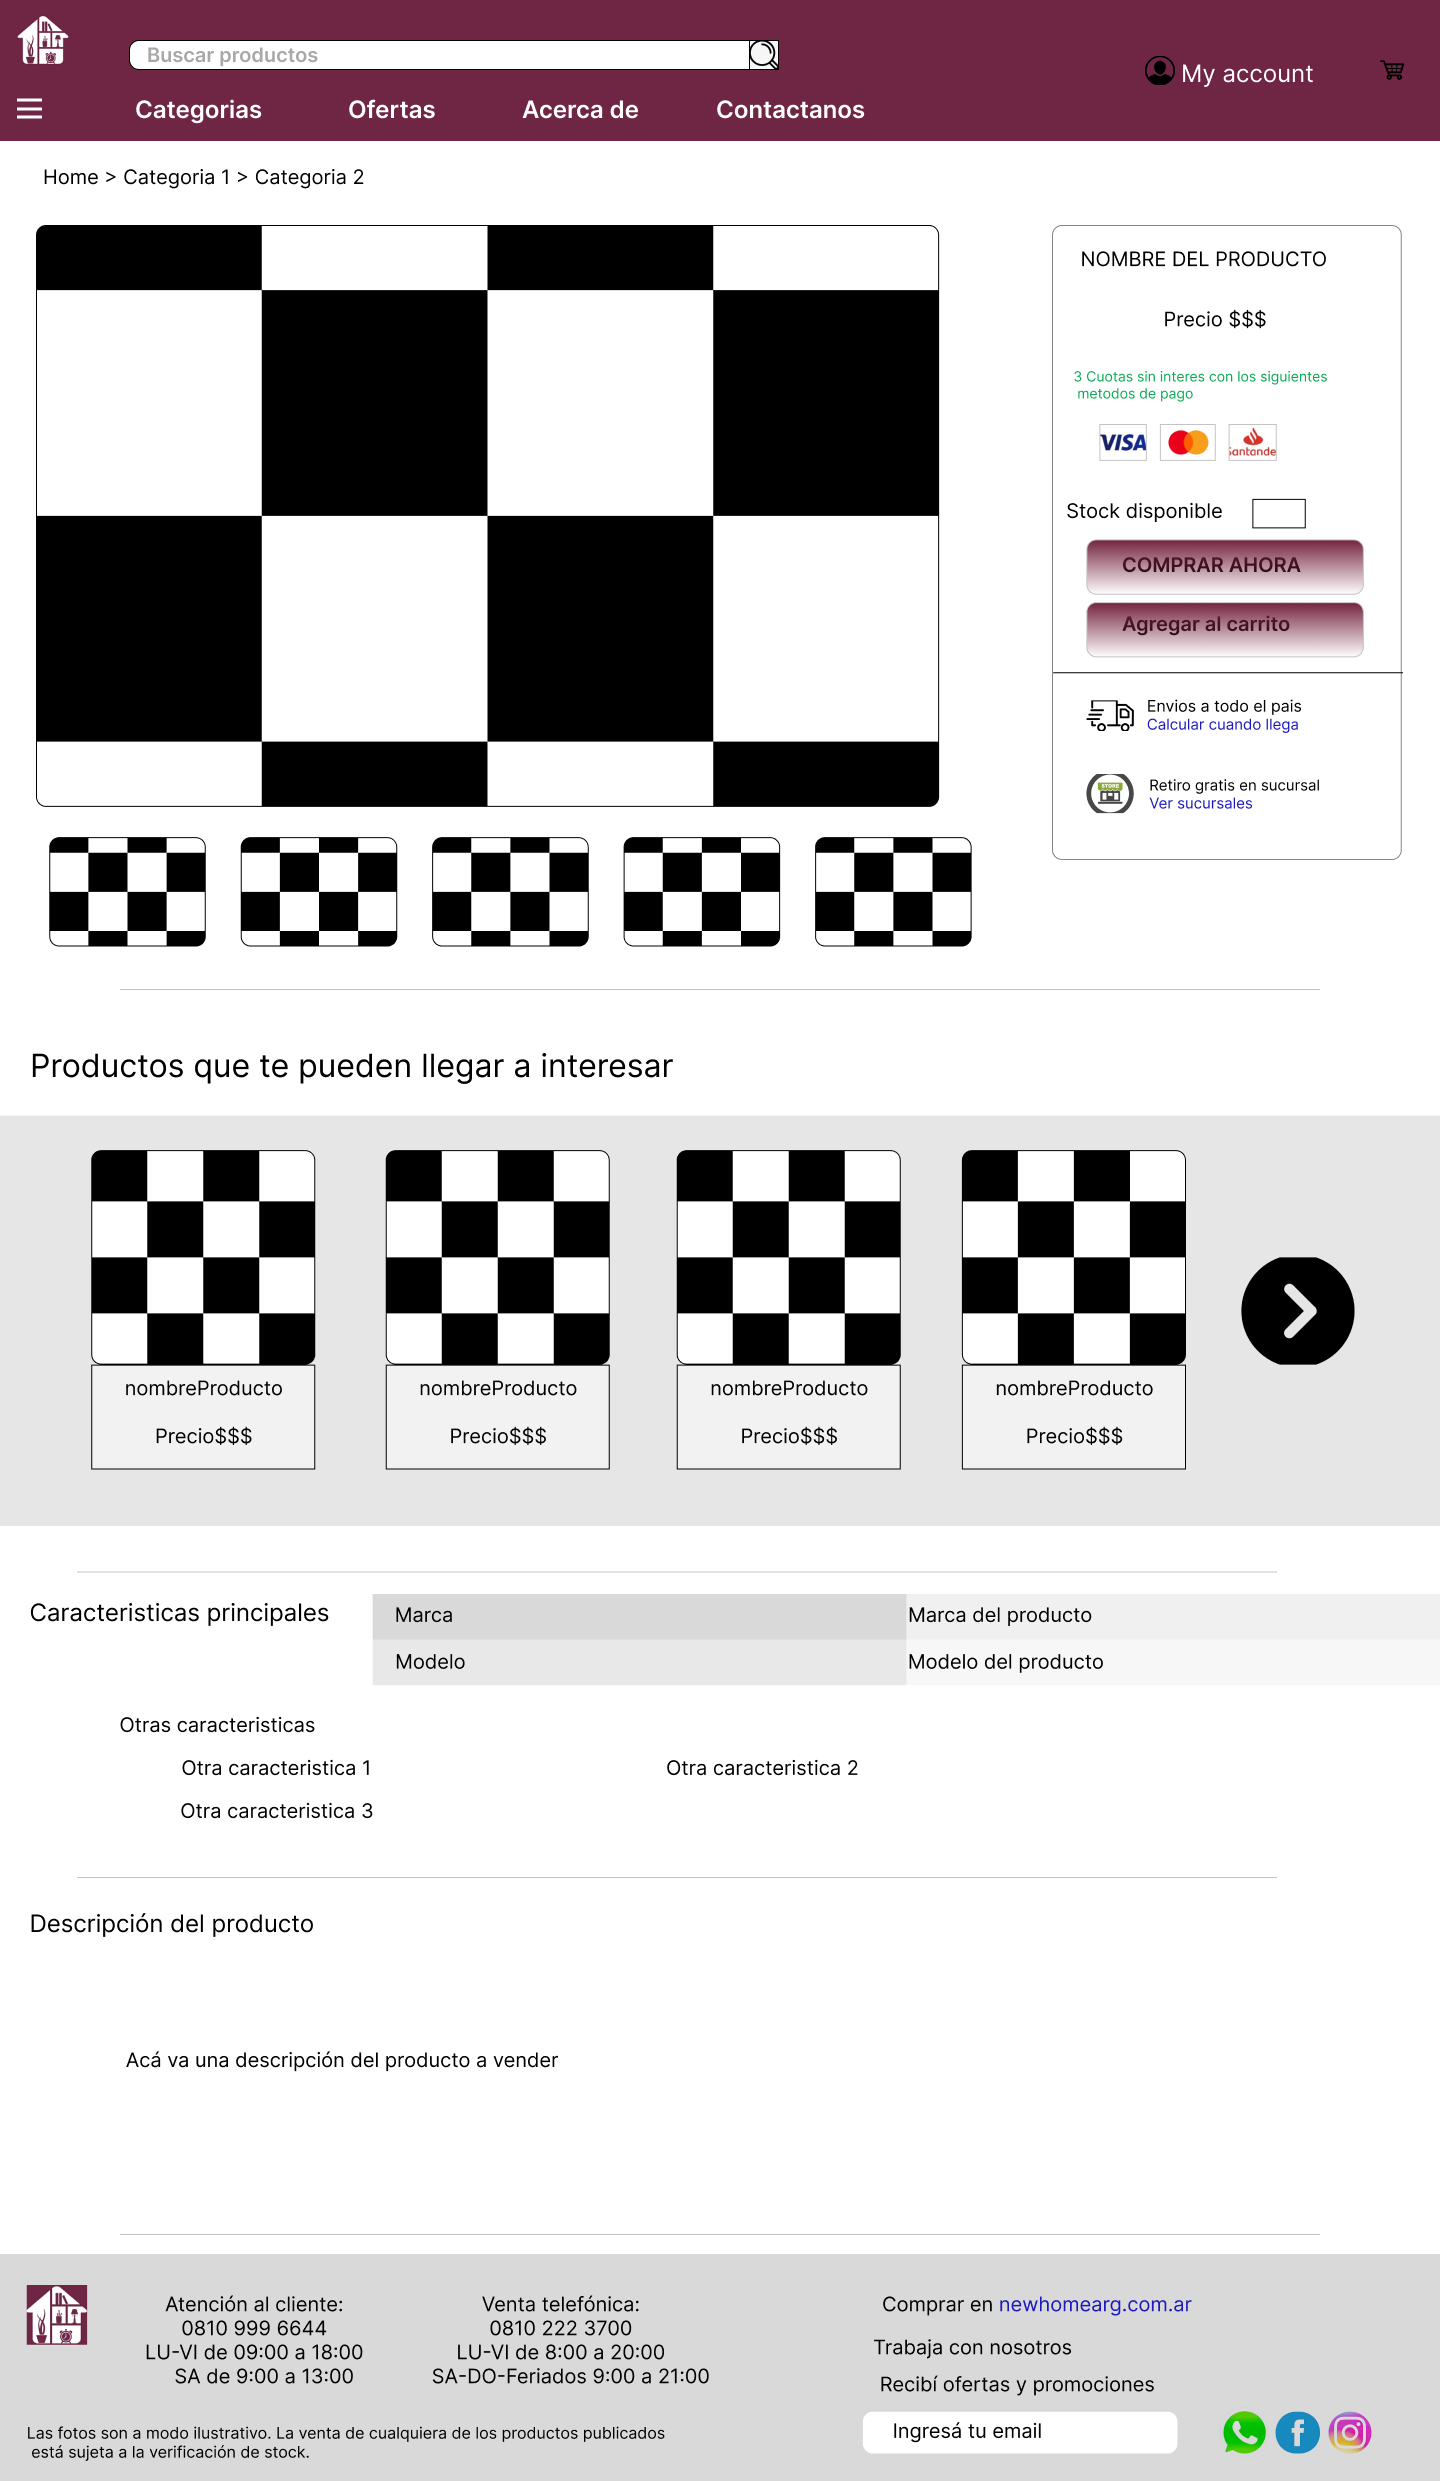 Buscar productos
My account
Categorias
Ofertas
Acerca de
Contactanos
Home > Categoria 1 > Categoria 2
NOMBRE DEL PRODUCTO
Precio $$$
3 Cuotas sin interes con los siguientes
metodos de pago
VISA
Santander
Stock disponible
COMPRAR AHORA
Agregar al carrito
Envios a todo el pais
Calcular cuando llega
STORE
Retiro gratis en sucursal
Ver sucursales
Productos que te pueden llegar a interesar
nombreProducto
Precio$$$
nombreProducto
Precio$$$
nombreProducto
Precio$$$
nombreProducto
Precio$$$
Caracteristicas principales
Marca
Marca del producto
Modelo
Modelo del producto
Otras caracteristicas
Otra caracteristica 1
Otra caracteristica 2
Otra caracteristica 3
Descripción del producto
Acá va una descripción del producto a vender
Atención al cliente:
0810 999 6644
LU-VI de 09:00 a 18:00
SA de 9:00 a 13:00
Venta telefónica:
0810 222 3700
LU-VI de 8:00 a 20:00
SA-DO-Feriados 9:00 a 21:00
Comprar en newhomearg.com.ar
Trabaja con nosotros
Recibí ofertas y promociones
Ingresá tu email
Las fotos son a modo ilustrativo. La venta de cualquiera de los productos publicados
está sujeta a la verificación de stock.